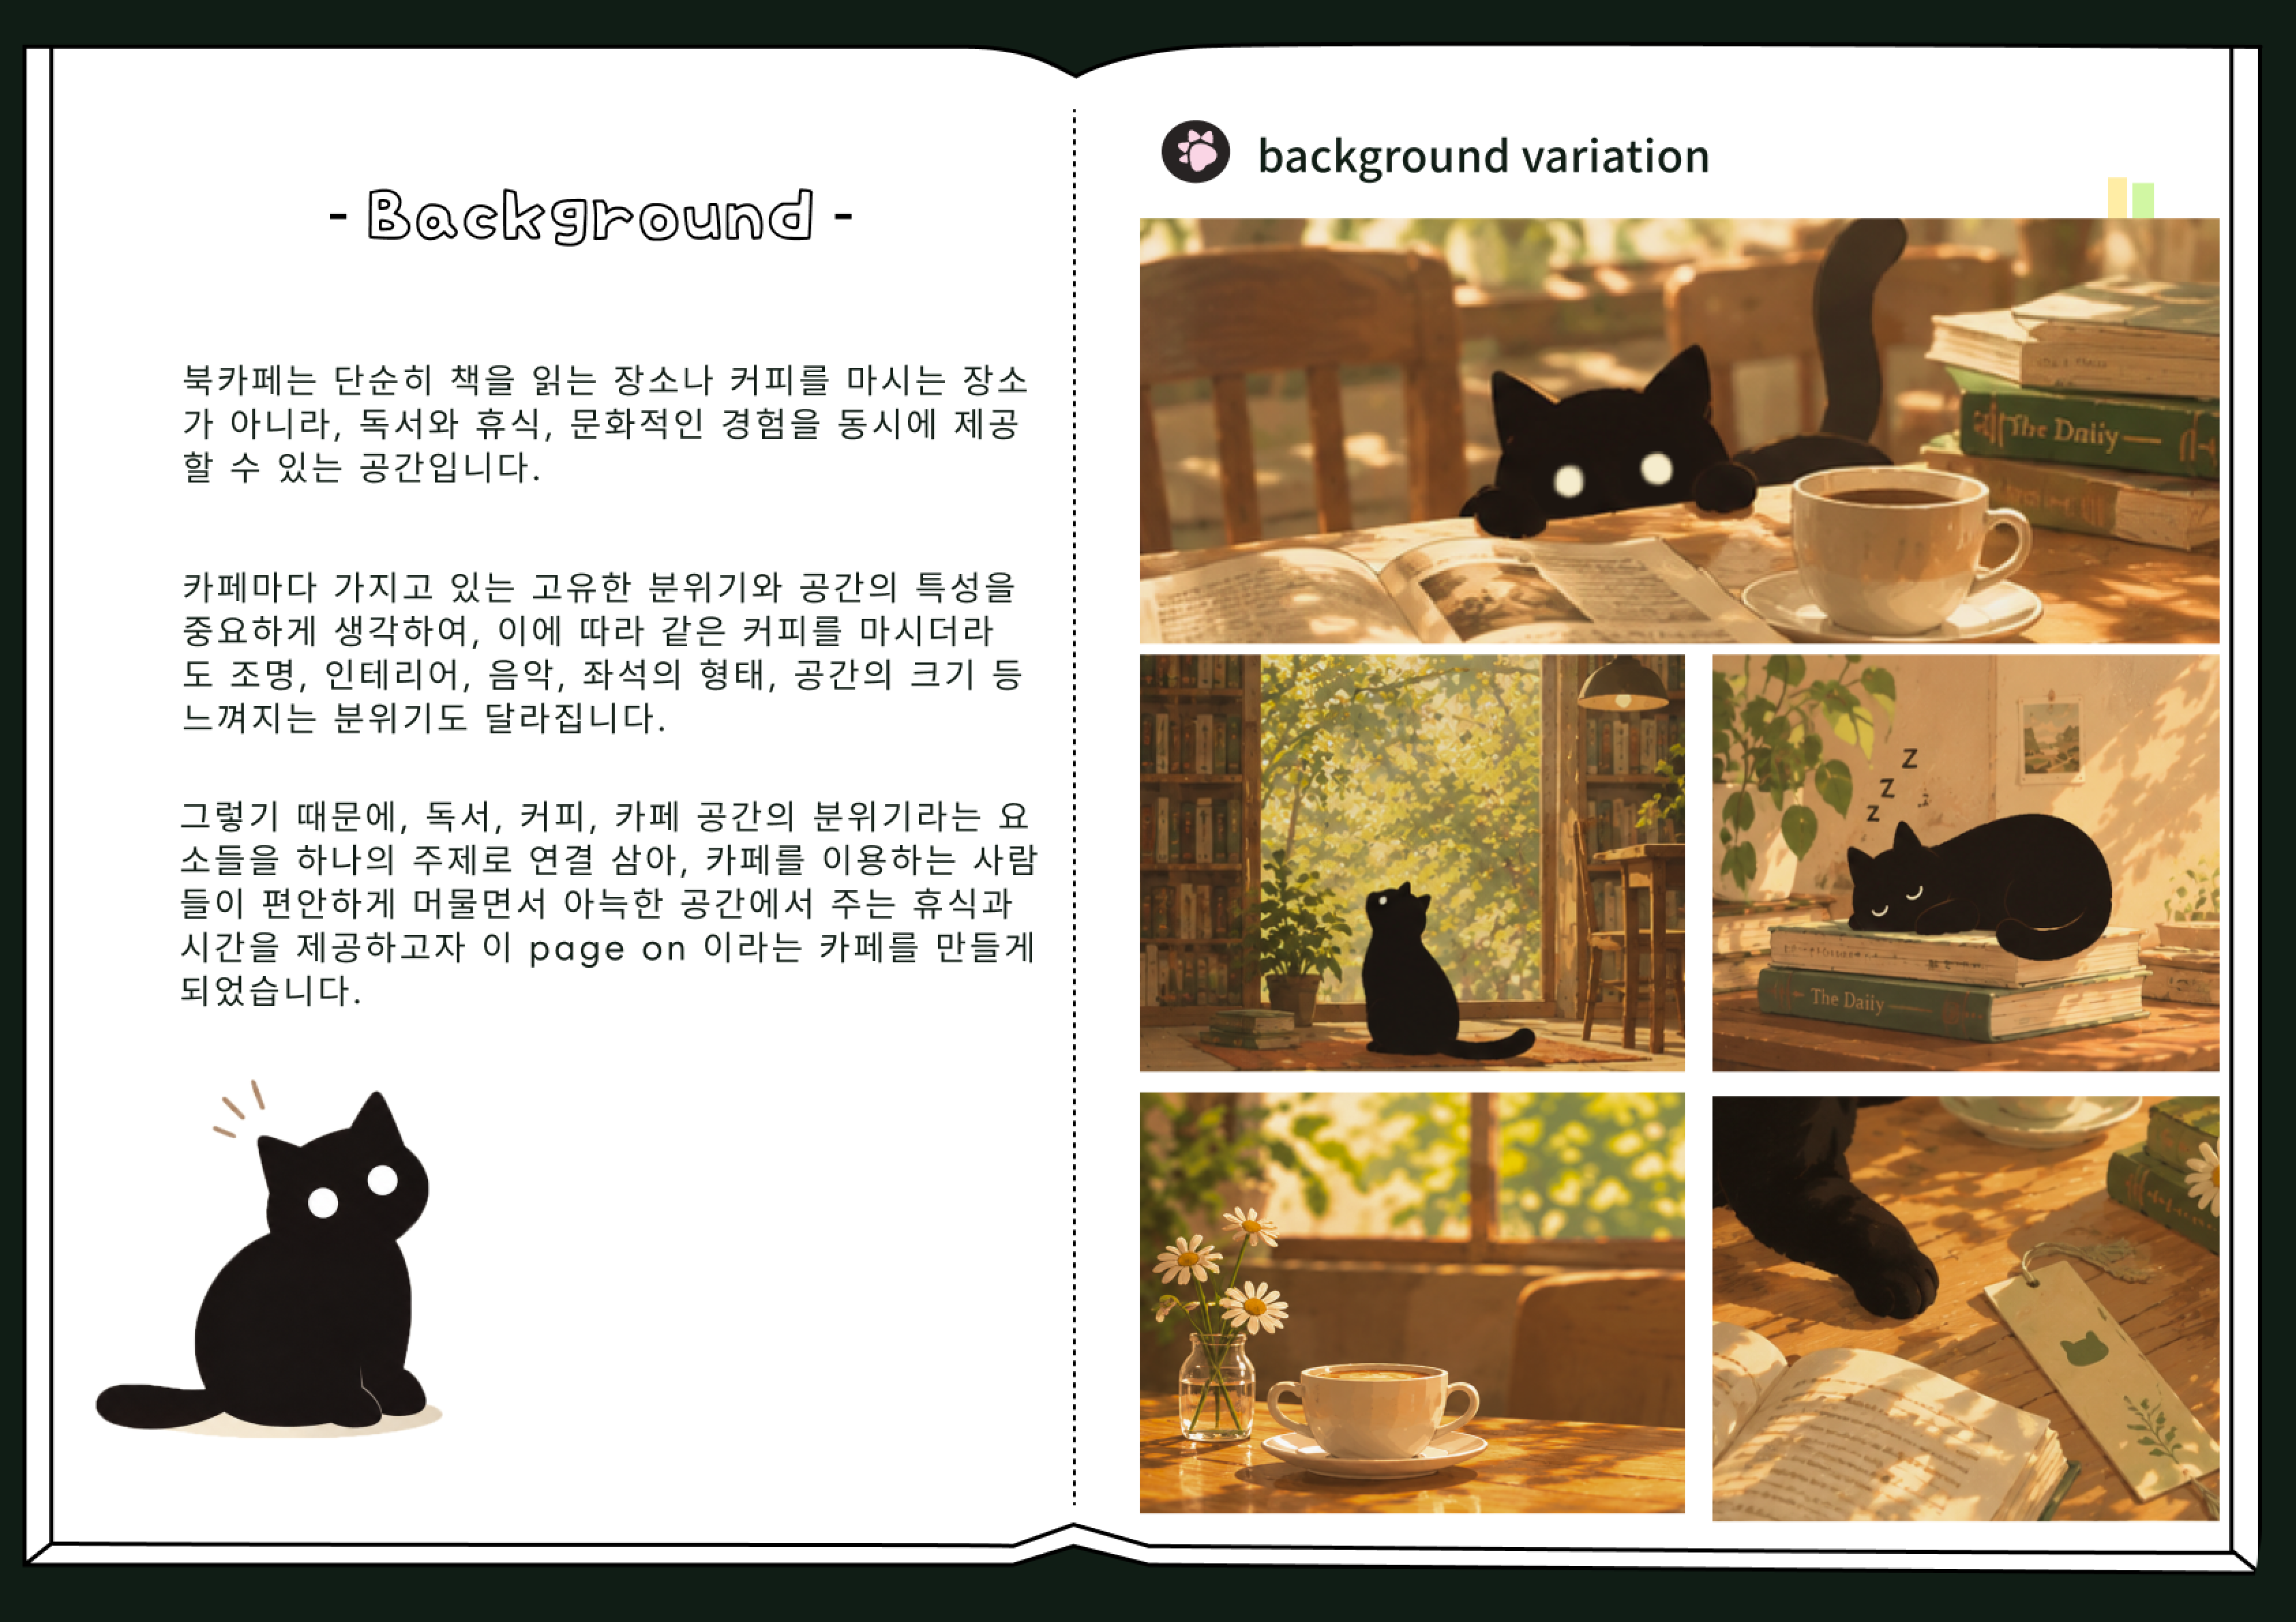 - Background -
북카페는 단순히 책을 읽는 장소나 커피를 마시는 장소
가 아니라, 독서와 휴식, 문화적인 경험을 동시에 제공
할 수 있는 공간입니다.
카페마다 가지고 있는 고유한 분위기와 공간의 특성을
중요하게 생각하여, 이에 따라 같은 커피를 마시더라
도 조명, 인테리어, 음악, 좌석의 형태, 공간의 크기 등
느껴지는 분위기도 달라집니다.
그렇기 때문에, 독서, 커피, 카페 공간의 분위기라는 요
소들을 하나의 주제로 연결 삼아, 카페를 이용하는 사람
들이 편안하게 머물면서 아늑한 공간에서 주는 휴식과
시간을 제공하고자 이 page on 이라는 카페를 만들게
되었습니다.
background variation
The Daily
z
z
z
The Daily